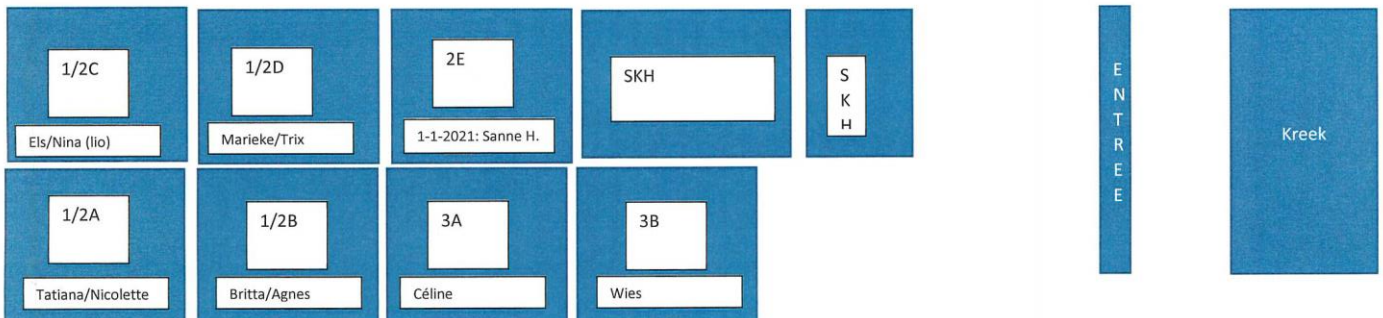 1/2C
Els/Nina (lio)
1/2D
Marieke/Trix
2E
1-1-2021: Sanne H.
SKH
S
K
H
E
N
T
R
E
E
Kreek
1/2A
Tatiana/Nicolette
1/2B
Britta/Agnes
3A
Céline
3B
Wies